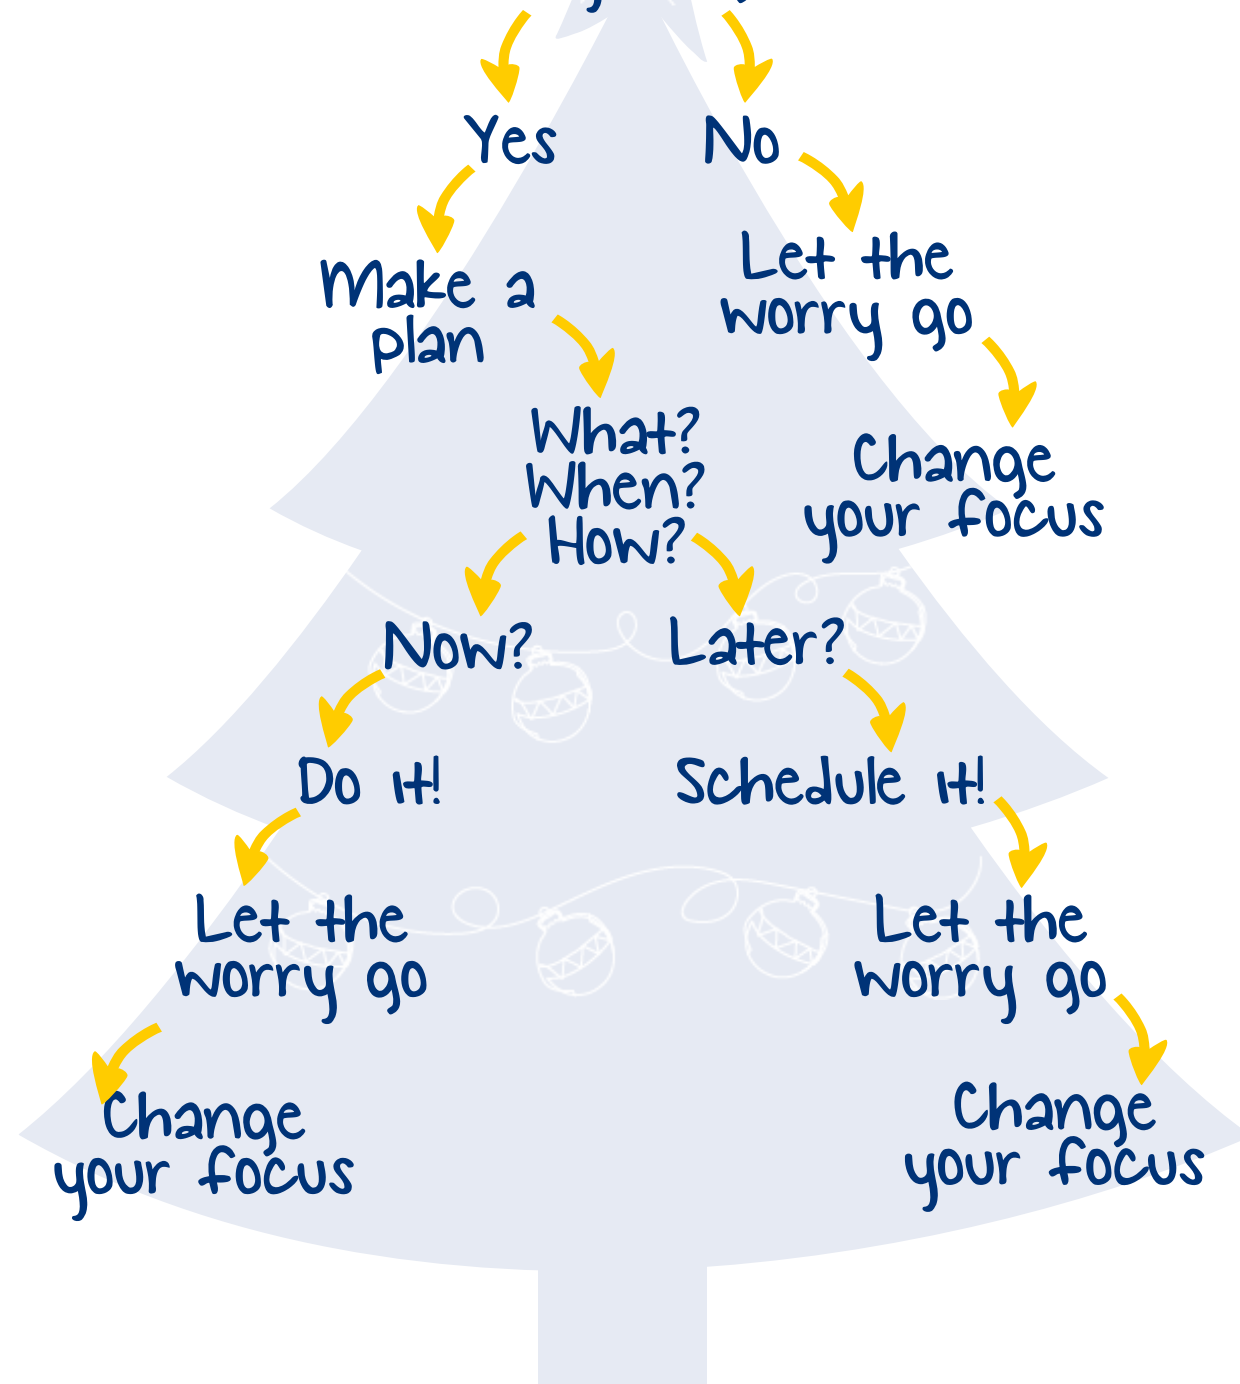 Yes
No
Let the
worry go
Make a
plan
What?
When?
How?
Change
your focus
Now?
Later?
Do it!
Schedule it!
Let the
worry go
Let the
worry go
Change
your focus
Change
your focus